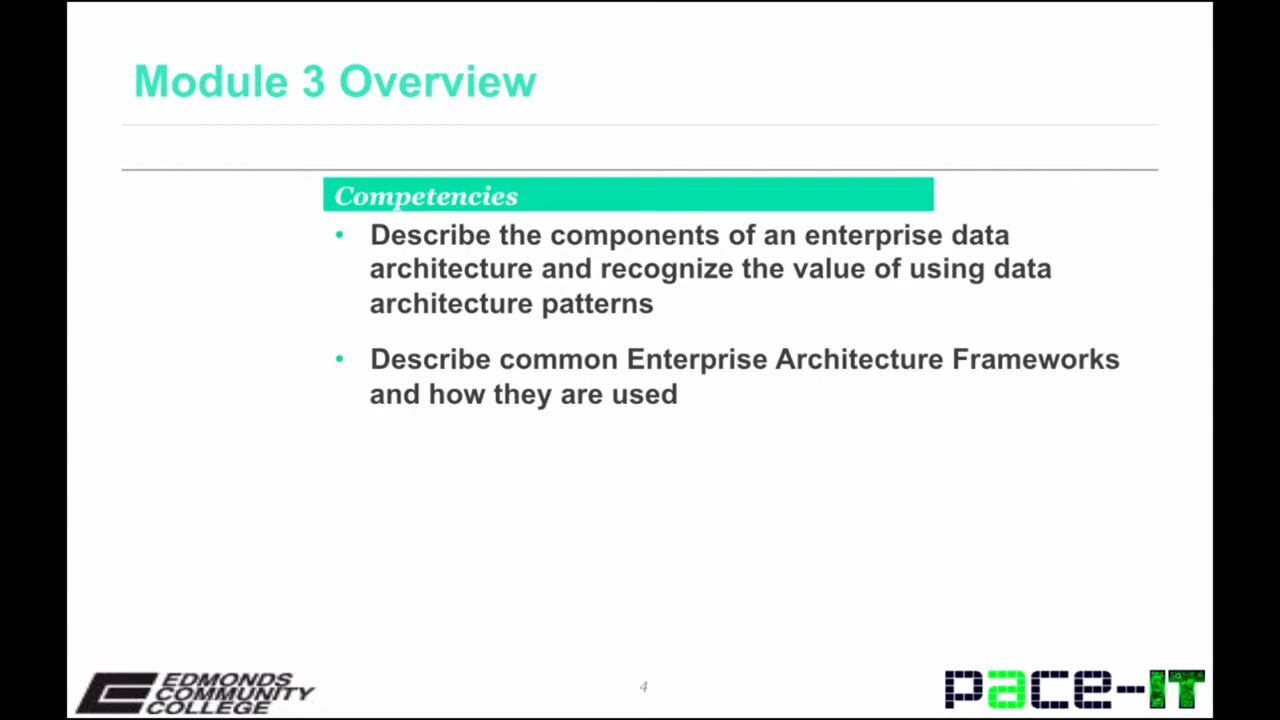 Module 3 Overview
Competencies
• Describe the components of an enterprise data
architecture and recognize the value of using data
architecture patterns
• Describe common Enterprise Architecture Frameworks
and how they are used
EDMONDS
COMMUNITY
COLLEGE
4
pace-IT